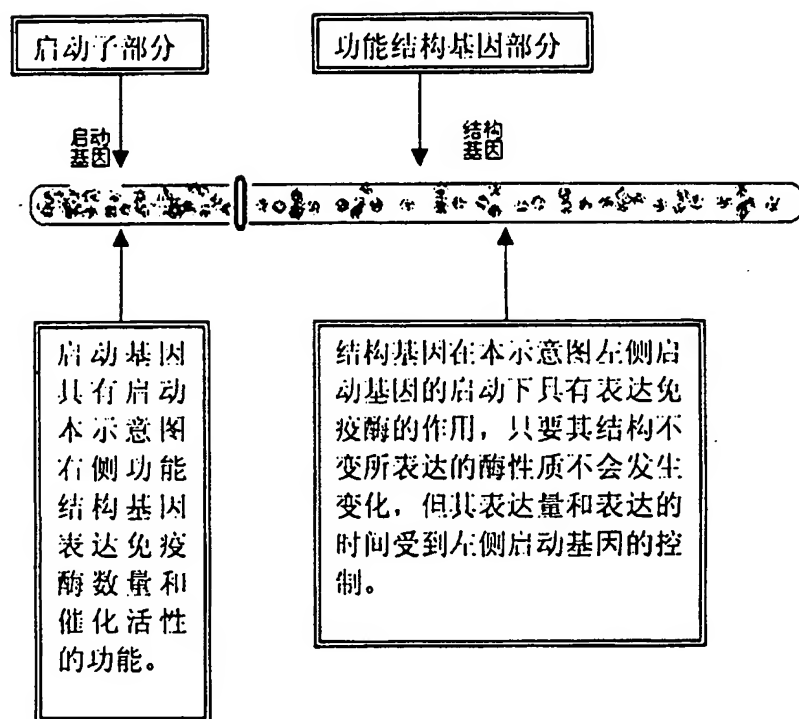 启动子部分
功能结构基因部分
启动
基因
结构
基因
启动基因
具有启动
本示意图
右侧功能
结构基因
表达免疫
酶数量和
催化活性
的功能。
结构基因在本示意图左侧启
动基因的启动下具有表达免
疫酶的作用，只要其结构不
变所表达的酶性质不会发生
变化，但其表达量和表达的
时间受到左侧启动基因的控
制。